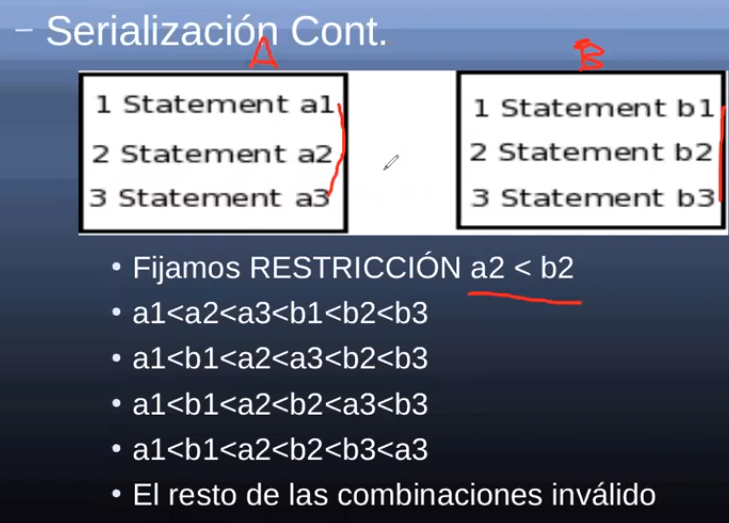 – Serialización Cont.
A B
1 Statement a1
2 Statement a2
3 Statement a3
1 Statement b1
2 Statement b2
3 Statement b3
• Fijamos RESTRICCIÓN a2 < b2
• a1<a2<a3<b1<b2<b3
• a1<b1<a2<a3<b2<b3
• a1<b1<a2<b2<a3<b3
• a1<b1<a2<b2<b3<a3
• El resto de las combinaciones inválido